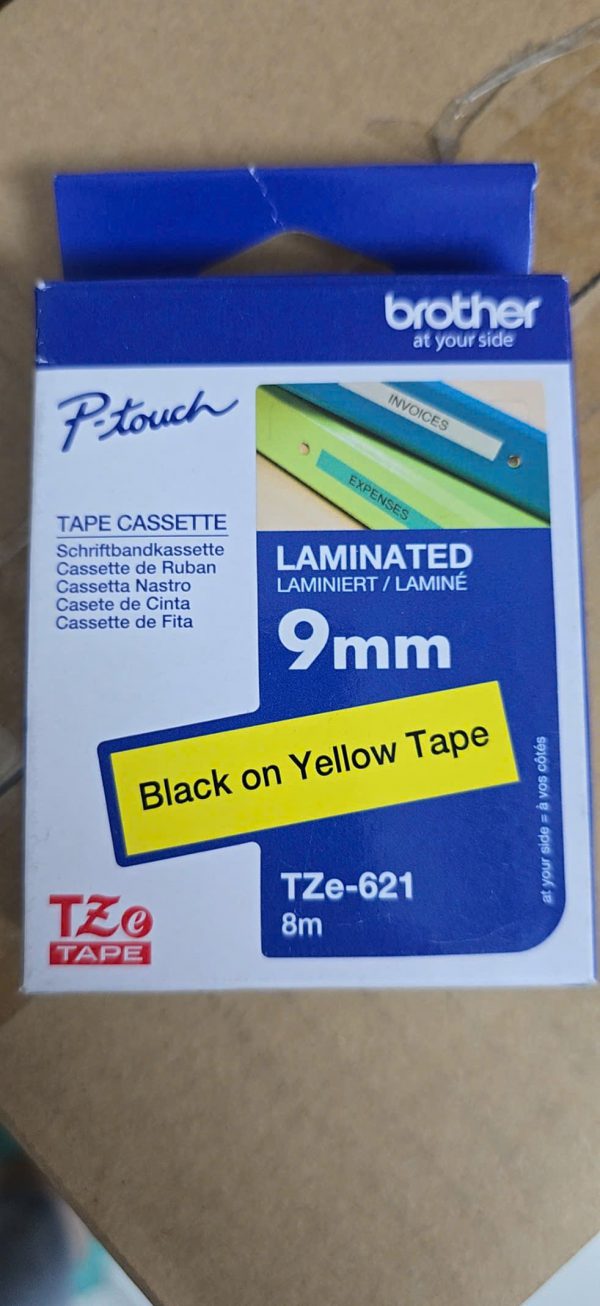 brother
at your side
P-touch
INVOICES
EXPENSES
TAPE CASSETTE
Schriftbandkassette
Cassette de Ruban
Cassetta Nastro
Casete de Cinta
Cassette de Fita
LAMINATED
LAMINIERT / LAMINÉ
9mm
Black on Yellow Tape
TZe-621
8m
at your side = à vos côtés
TZe
TAPE